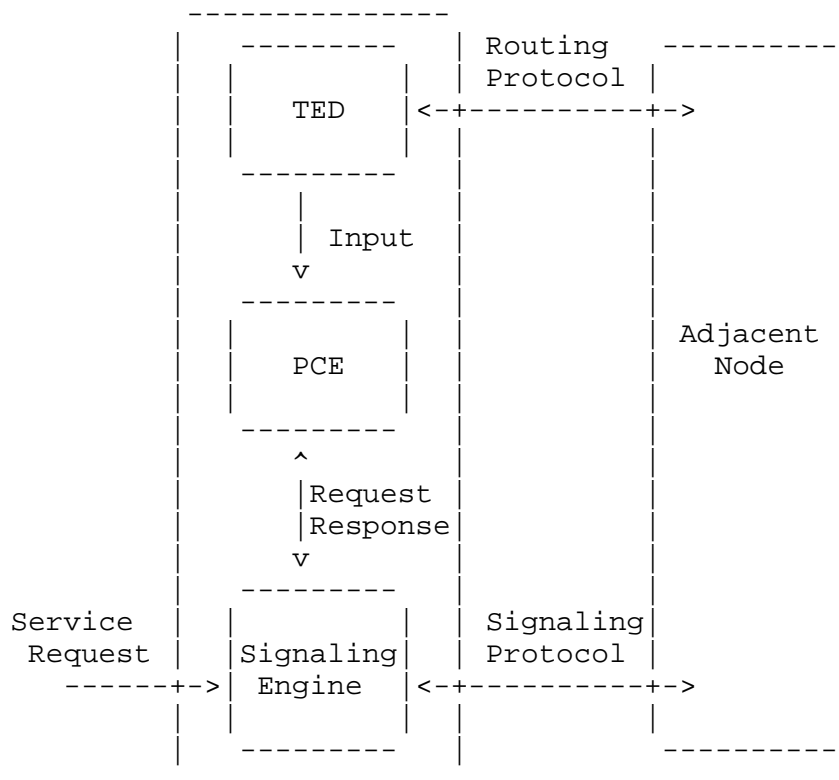 Routing
Protocol
TED
Input
PCE
Adjacent
Node
Request
Response
Service
Request
Signaling
Engine
Signaling
Protocol